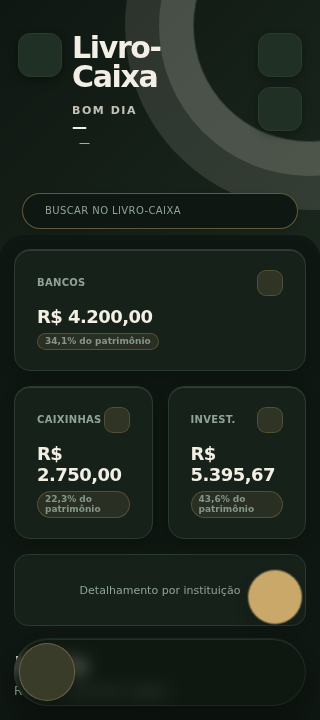 Livro-
Caixa
BOM DIA
—
—
BUSCAR NO LIVRO-CAIXA
BANCOS
R$ 4.200,00
34,1% do patrimônio
CAIXINHAS
R$
2.750,00
22,3% do
patrimônio
INVEST.
R$
5.395,67
43,6% do
patrimônio
Detalhamento por instituição